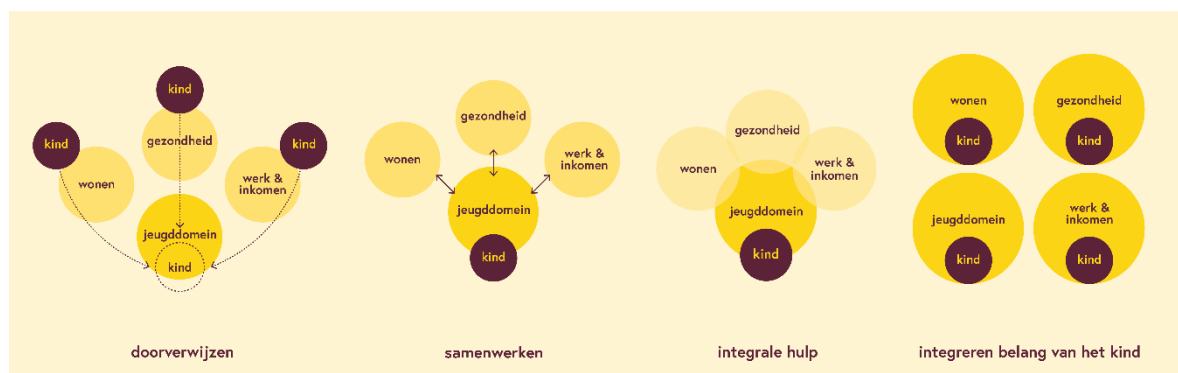 kind
gezondheid
kind
kind
wonen
werk &
inkomen
jeugddomein
kind
doorverwijzen
gezondheid
wonen
werk &
inkomen
jeugddomein
kind
samenwerken
gezondheid
wonen
werk &
inkomen
jeugddomein
kind
integrale hulp
wonen
kind
gezondheid
kind
jeugddomein
kind
werk &
inkomen
kind
integreren belang van het kind